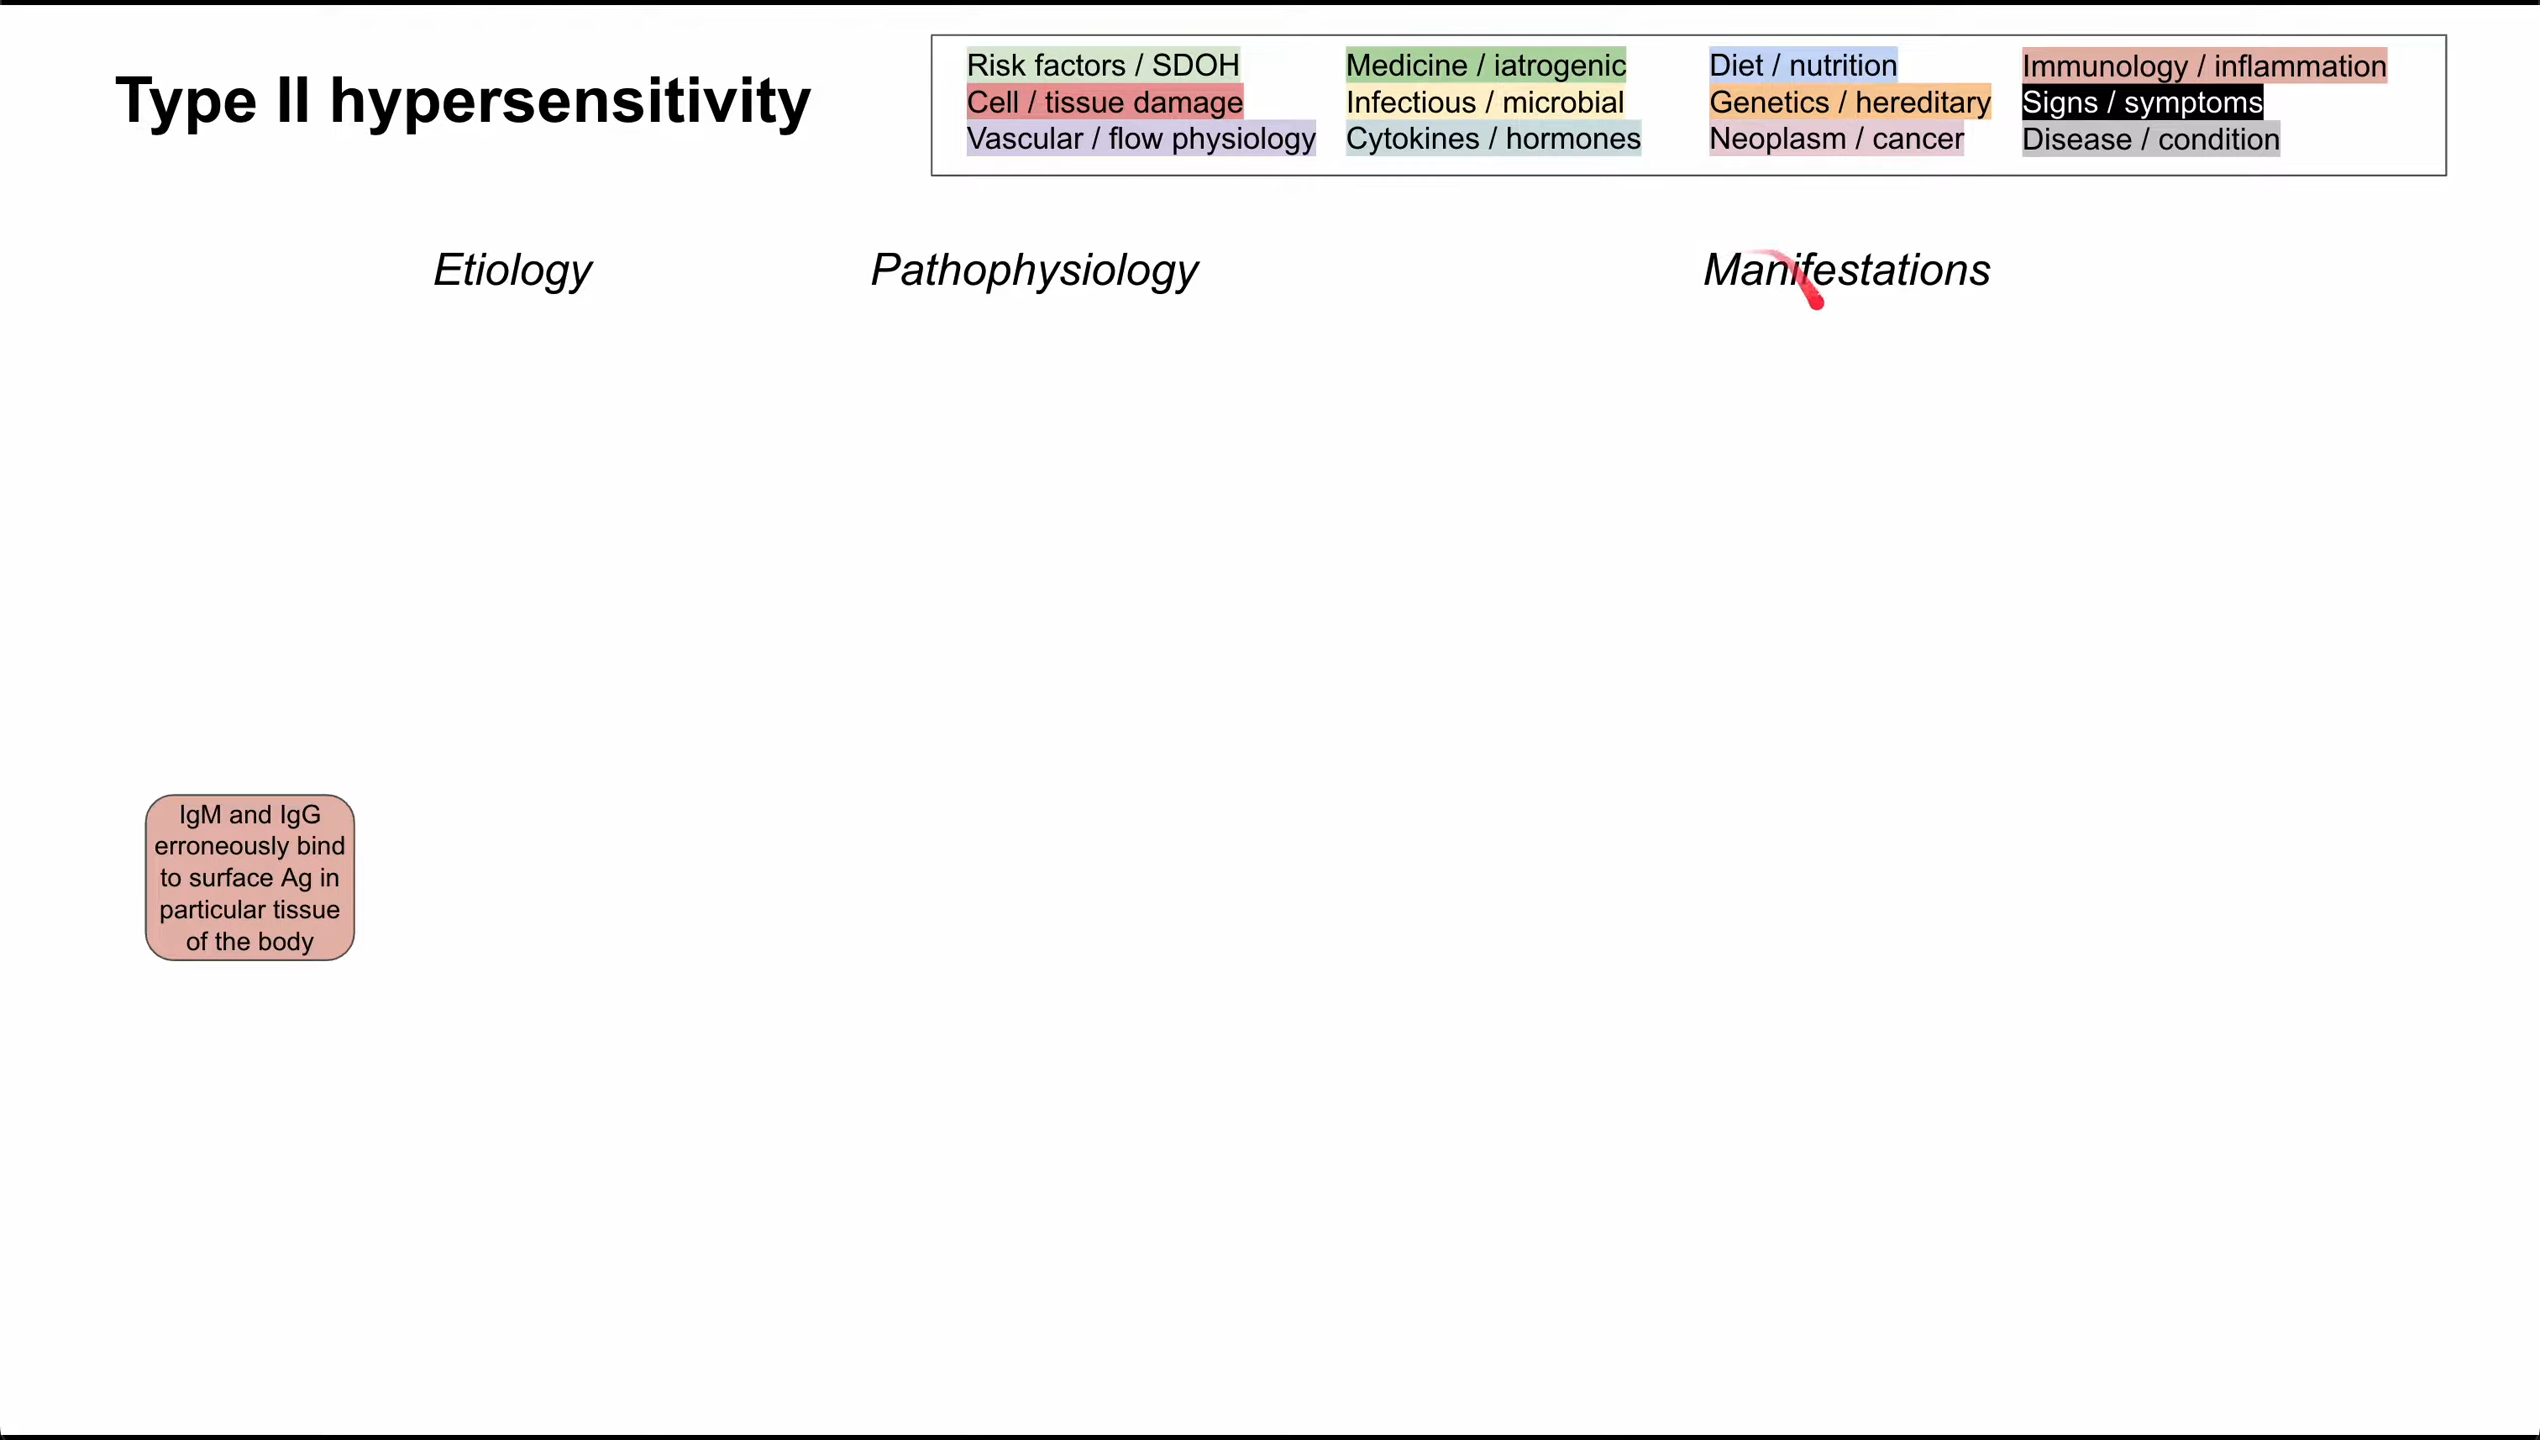 Type II hypersensitivity
Risk factors / SDOH
Cell / tissue damage
Vascular / flow physiology
Medicine / iatrogenic
Infectious / microbial
Cytokines / hormones
Diet / nutrition
Genetics / hereditary
Neoplasm / cancer
Immunology / inflammation
Signs / symptoms
Disease / condition
Etiology
Pathophysiology
Manifestations
IgM and IgG
erroneously bind
to surface Ag in
particular tissue
of the body